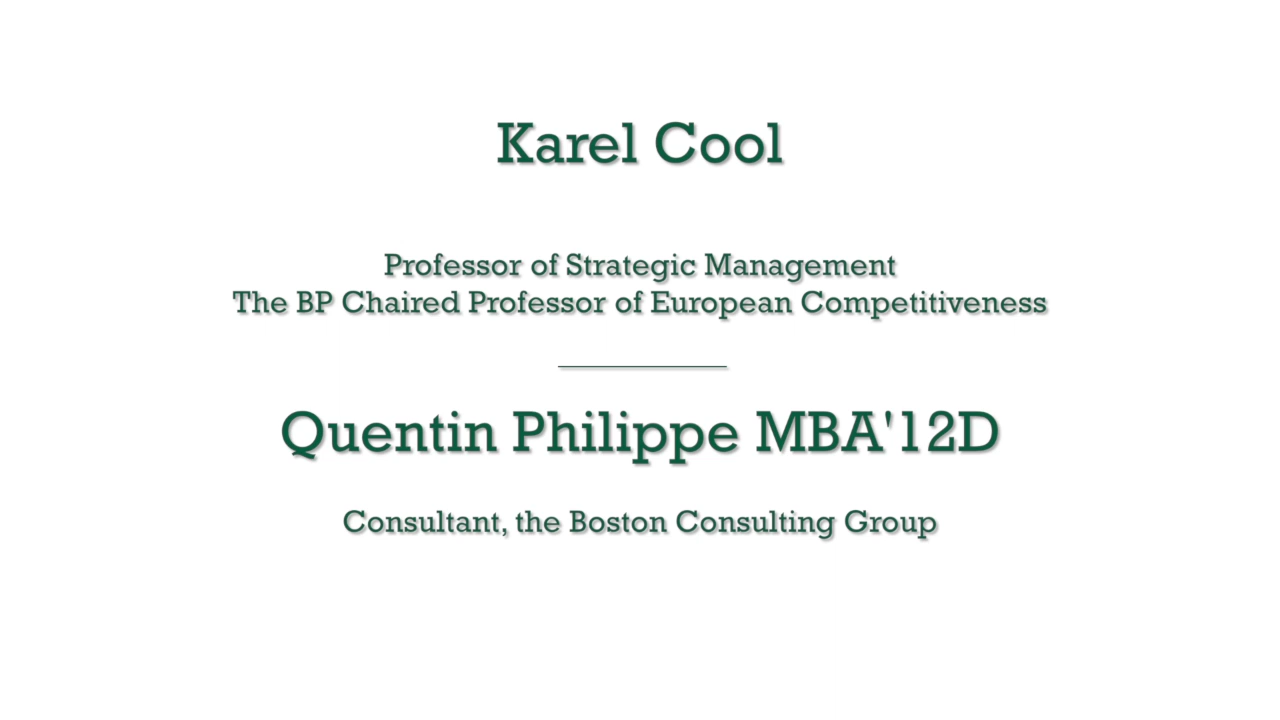 Karel Cool
Professor of Strategic Management
The BP Chaired Professor of European Competitiveness
Quentin Philippe MBA'12D
Consultant, the Boston Consulting Group